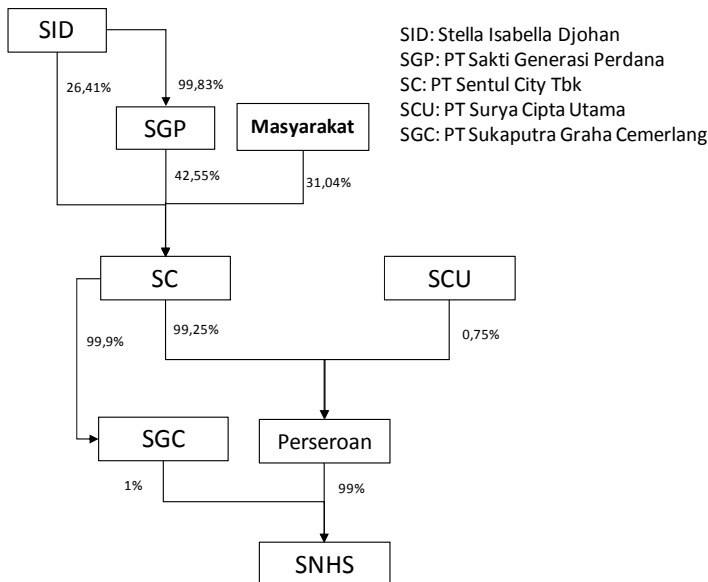 SID
SID: Stella Isabella Djohan
SGP: PT Sakti Generasi Perdana
SC: PT Sentul City Tbk
SCU: PT Surya Cipta Utama
SGC: PT Sukaputra Graha Cemerlang
26,41%
99,83%
SGP
Masyarakat
42,55%
31,04%
SC
SCU
99,9%
99,25%
0,75%
SGC
Perseroan
1%
99%
SNHS